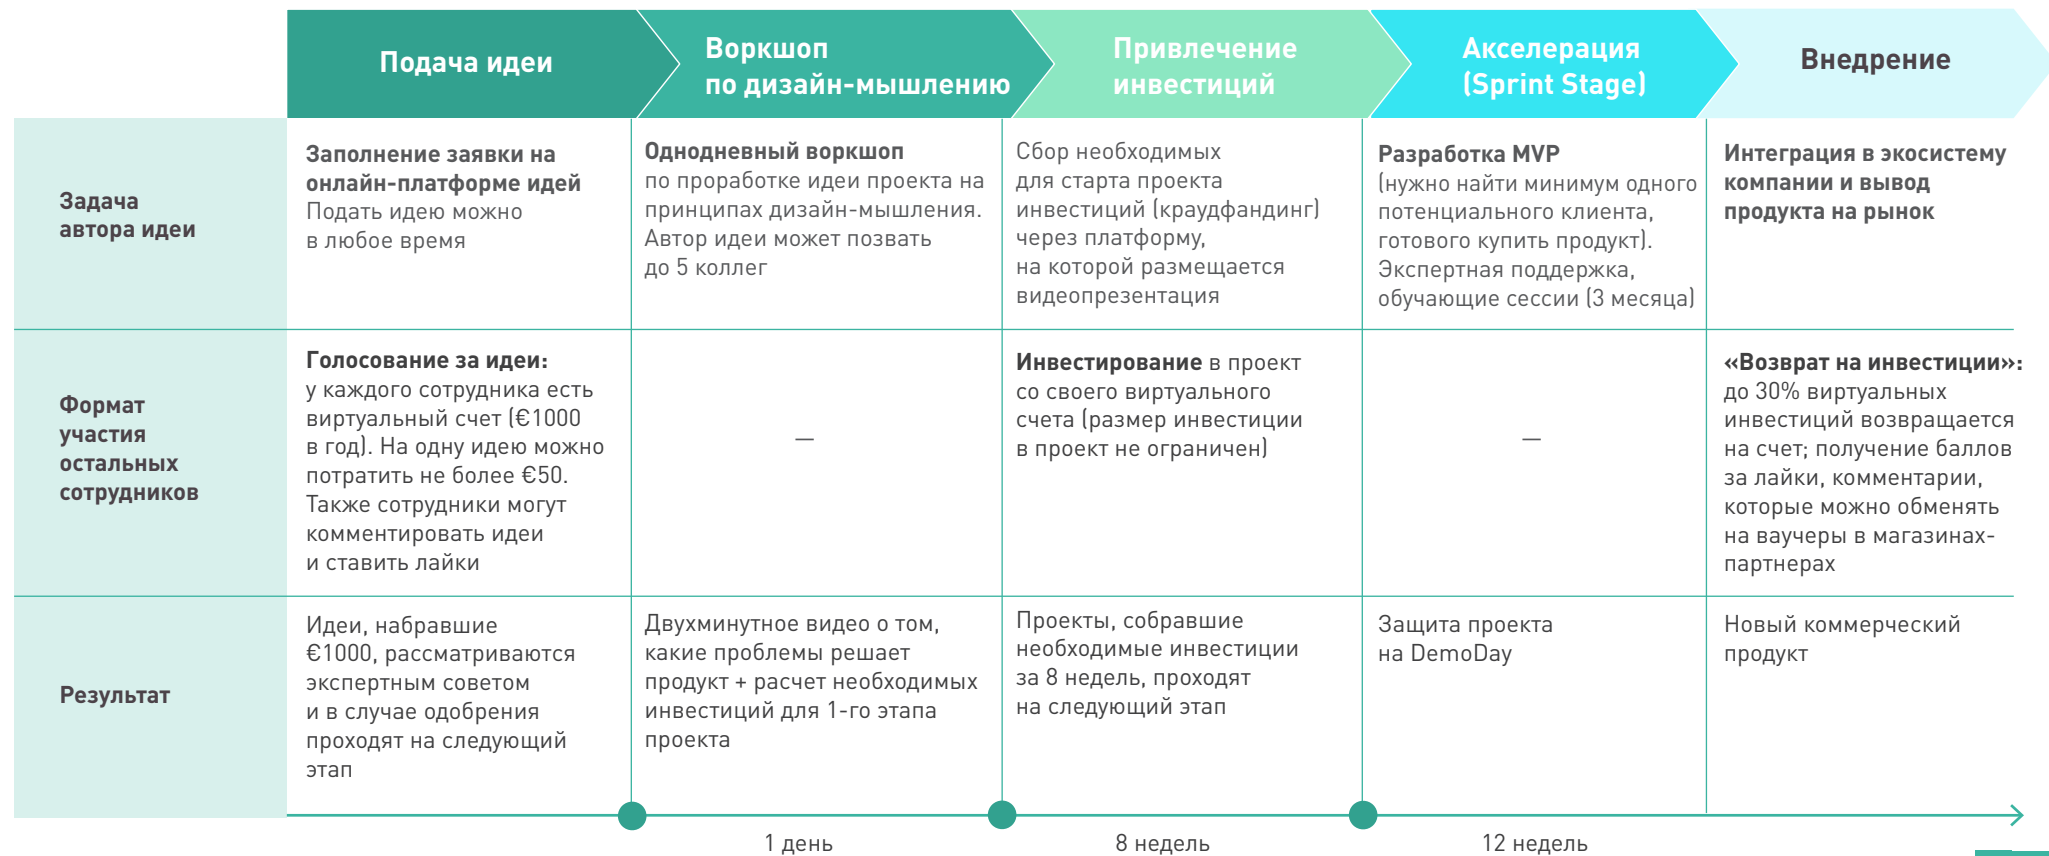 Подача идеи
Воркшоп
по дизайн-мышлению
Привлечение
инвестиций
Акселерация
(Sprint Stage)
Внедрение
Задача
автора идеи
Заполнение заявки на
онлайн-платформе идей
Подать идею можно
в любое время
Однодневный воркшоп
по проработке идеи проекта на
принципах дизайн-мышления.
Автор идеи может позвать
до 5 коллег
Сбор необходимых
для старта проекта
инвестиций (краудфандинг)
через платформу,
на которой размещается
видеопрезентация
Разработка MVP
(нужно найти минимум одного
потенциального клиента,
готового купить продукт).
Экспертная поддержка,
обучающие сессии (3 месяца)
Интеграция в экосистему
компании и вывод
продукта на рынок
Формат
участия
остальных
сотрудников
Голосование за идеи:
у каждого сотрудника есть
виртуальный счет (€1000
в год). На одну идею можно
потратить не более €50.
Также сотрудники могут
комментировать идеи
и ставить лайки
—
Инвестирование в проект
со своего виртуального
счета (размер инвестиции
в проект не ограничен)
—
«Возврат на инвестиции»:
до 30% виртуальных
инвестиций возвращается
на счет; получение баллов
за лайки, комментарии,
которые можно обменять
на ваучеры в магазинах-
партнерах
Результат
Идеи, набравшие
€1000, рассматриваются
экспертным советом
и в случае одобрения
проходят на следующий
этап
Двухминутное видео о том,
какие проблемы решает
продукт + расчет необходимых
инвестиций для 1-го этапа
проекта
Проекты, собравшие
необходимые инвестиции
за 8 недель, проходят
на следующий этап
Защита проекта
на DemoDay
Новый коммерческий
продукт
1 день
8 недель
12 недель